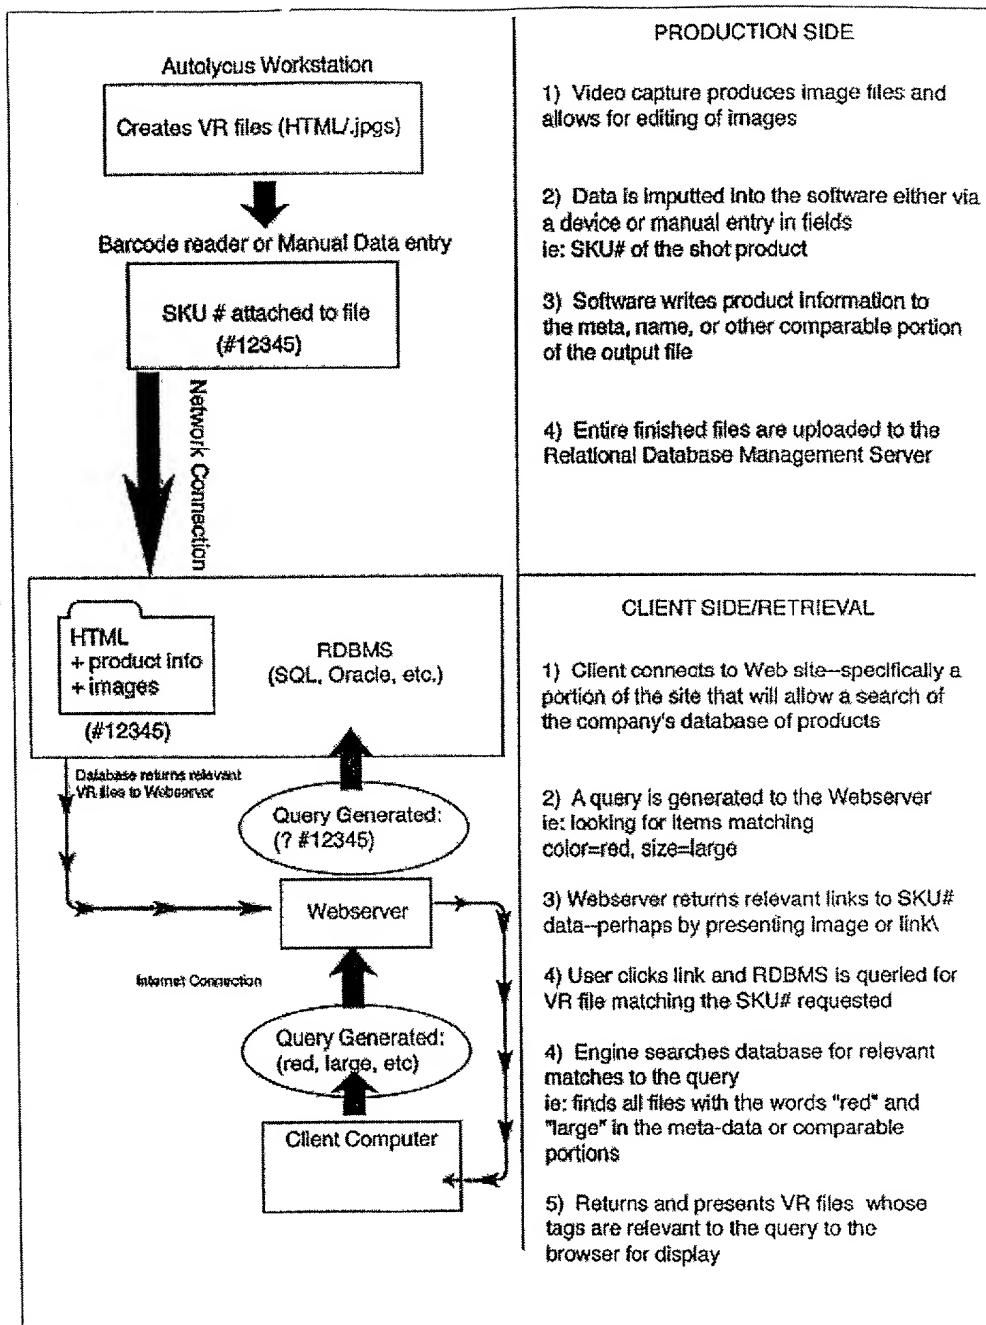 Autolycus Workstation
Creates VR files (HTML/.jpgs)
Barcode reader or Manual Data entry
SKU # attached to file
(#12345)
Network Connection
HTML
+ product info
+ images
(#12345)
RDBMS
(SQL, Oracle, etc.)
Database returns relevant
VR files to Webserver
Query Generated:
(? #12345)
Webserver
Internet Connection
Query Generated:
(red, large, etc)
Client Computer
PRODUCTION SIDE
1) Video capture produces image files and
allows for editing of images
2) Data is imputted into the software either via
a device or manual entry in fields
ie: SKU# of the shot product
3) Software writes product information to
the meta, name, or other comparable portion
of the output file
4) Entire finished files are uploaded to the
Relational Database Management Server
CLIENT SIDE/RETRIEVAL
1) Client connects to Web site--specifically a
portion of the site that will allow a search of
the company's database of products
2) A query is generated to the Webserver
ie: looking for items matching
color=red, size=large
3) Webserver returns relevant links to SKU#
data--perhaps by presenting image or link\
4) User clicks link and RDBMS is queried for
VR file matching the SKU# requested
4) Engine searches database for relevant
matches to the query
ie: finds all files with the words "red" and
"large" in the meta-data or comparable
portions
5) Returns and presents VR files whose
tags are relevant to the query to the
browser for display